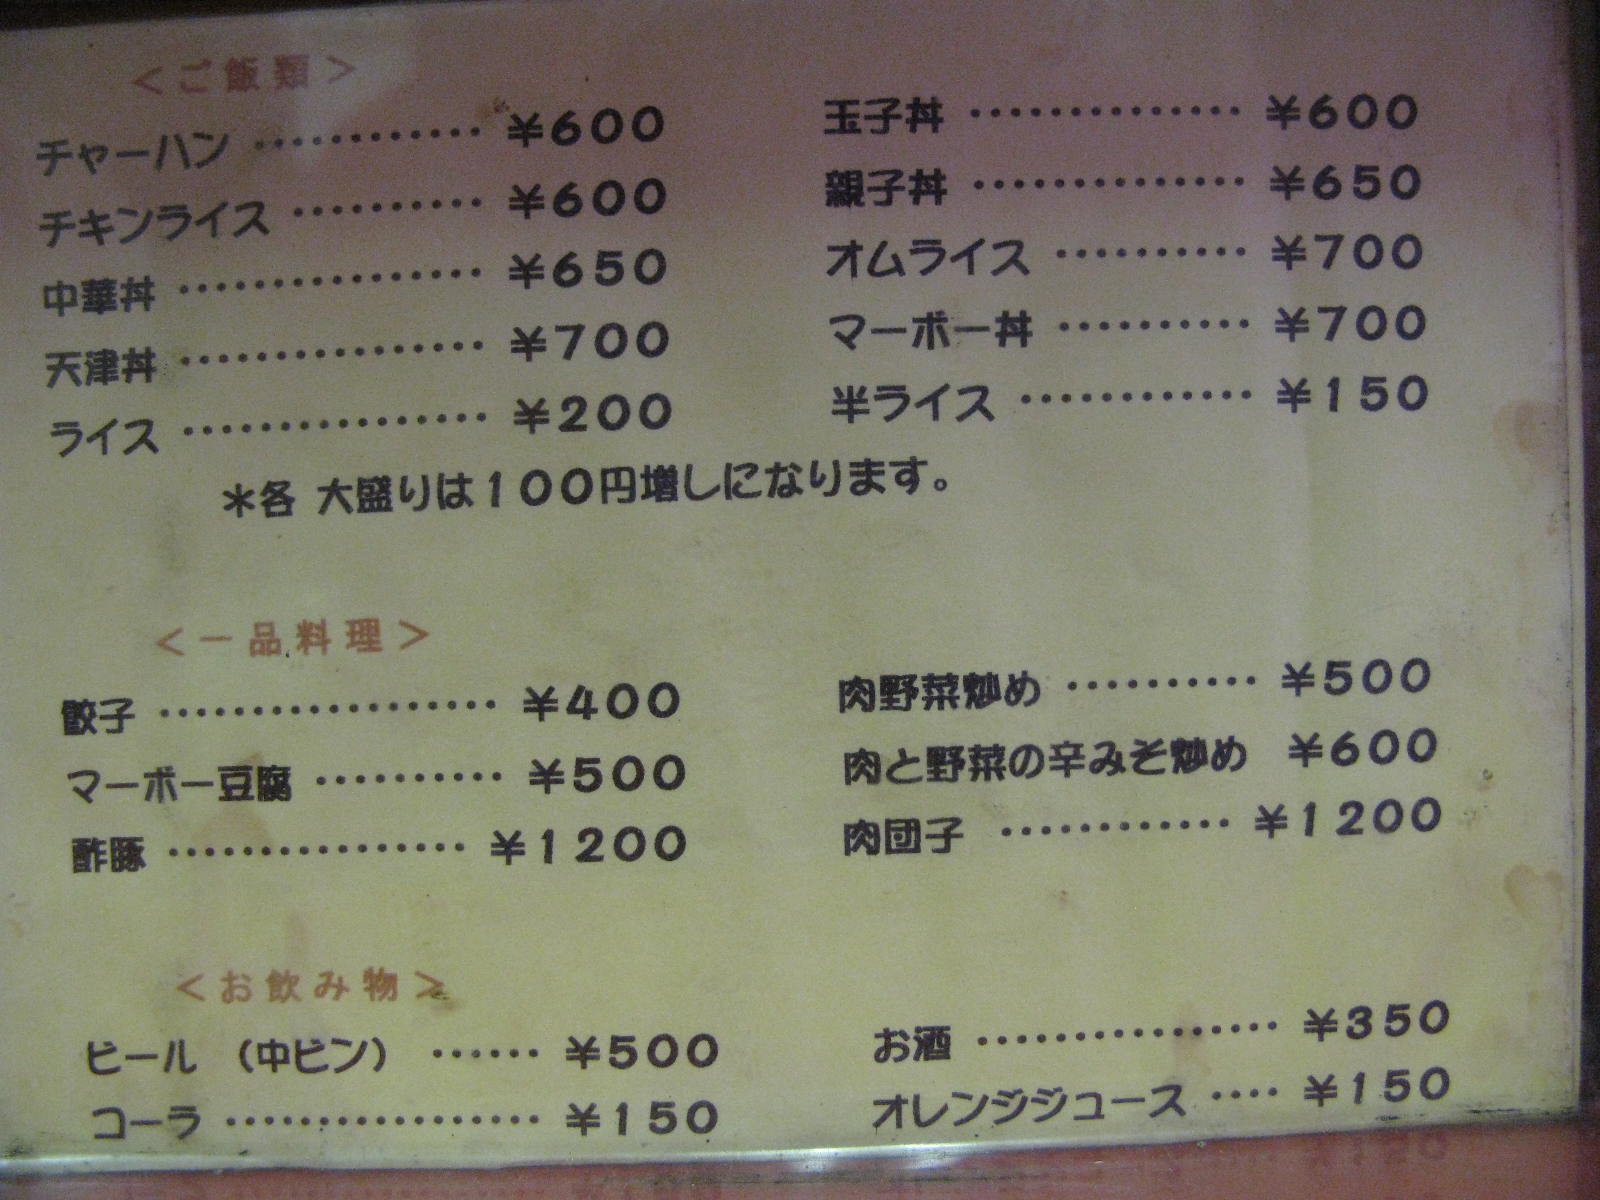 ＜ご飯類＞
チャーハン ………… ¥600
チキンライス ………… ¥600
中華丼 ………… ¥650
天津丼 ………… ¥700
ライス ………… ¥200
玉子丼 ………… ¥600
親子丼 ………… ¥650
オムライス ………… ¥700
マーボー丼 ………… ¥700
半ライス ………… ¥150
＊各 大盛りは100円増しになります。
＜一品料理＞
餃子 ………… ¥400
マーボー豆腐 ………… ¥500
酢豚 ………… ¥1200
肉野菜炒め ………… ¥500
肉と野菜の辛みそ炒め ¥600
肉団子 ………… ¥1200
＜お飲み物＞
ビール （中ビン） …… ¥500
コーラ ………… ¥150
お酒 ………… ¥350
オレンジジュース …… ¥150